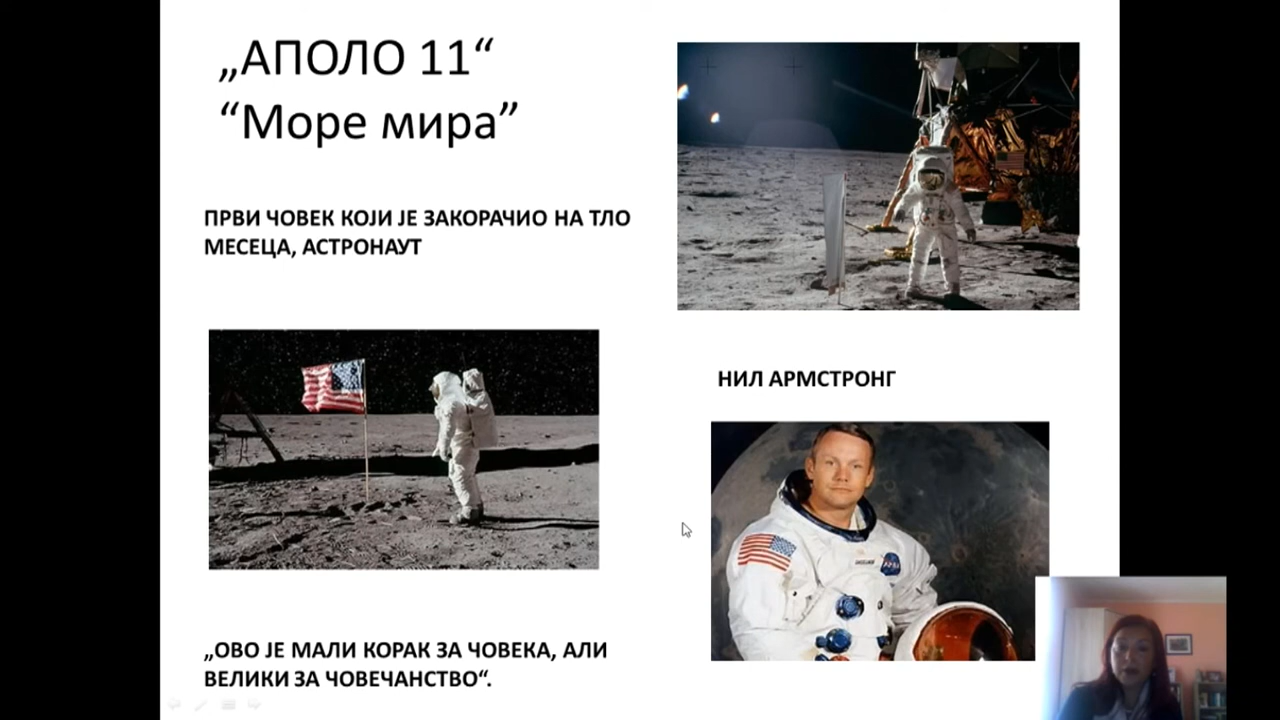 „АПОЛО 11“
“Море мира”
ПРВИ ЧОВЕК КОЈИ ЈЕ ЗАКОРАЧИО НА ТЛО
МЕСЕЦА, АСТРОНАУТ
НИЛ АРМСТРОНГ
„ОВО ЈЕ МАЛИ КОРАК ЗА ЧОВЕКА, АЛИ
ВЕЛИКИ ЗА ЧОВЕЧАНСТВО“.